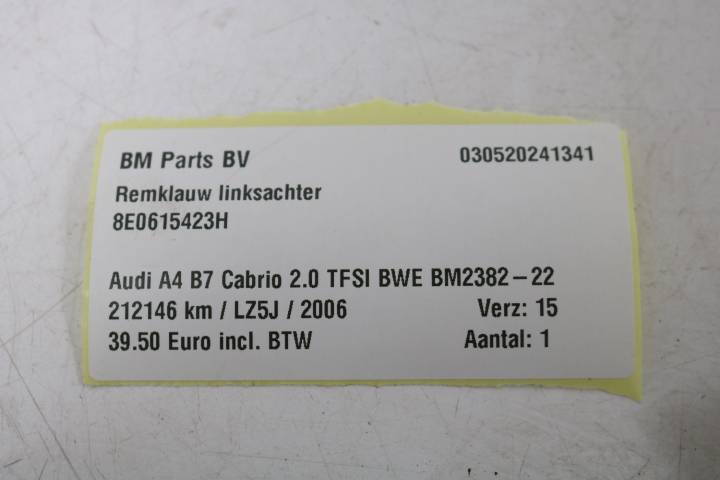 BM Parts BV 030520241341
Remklauw linksachter
8E0615423H
Audi A4 B7 Cabrio 2.0 TFSI BWE BM2382-22
212146 km / LZ5J / 2006 Verz: 15
39.50 Euro incl. BTW Aantal: 1